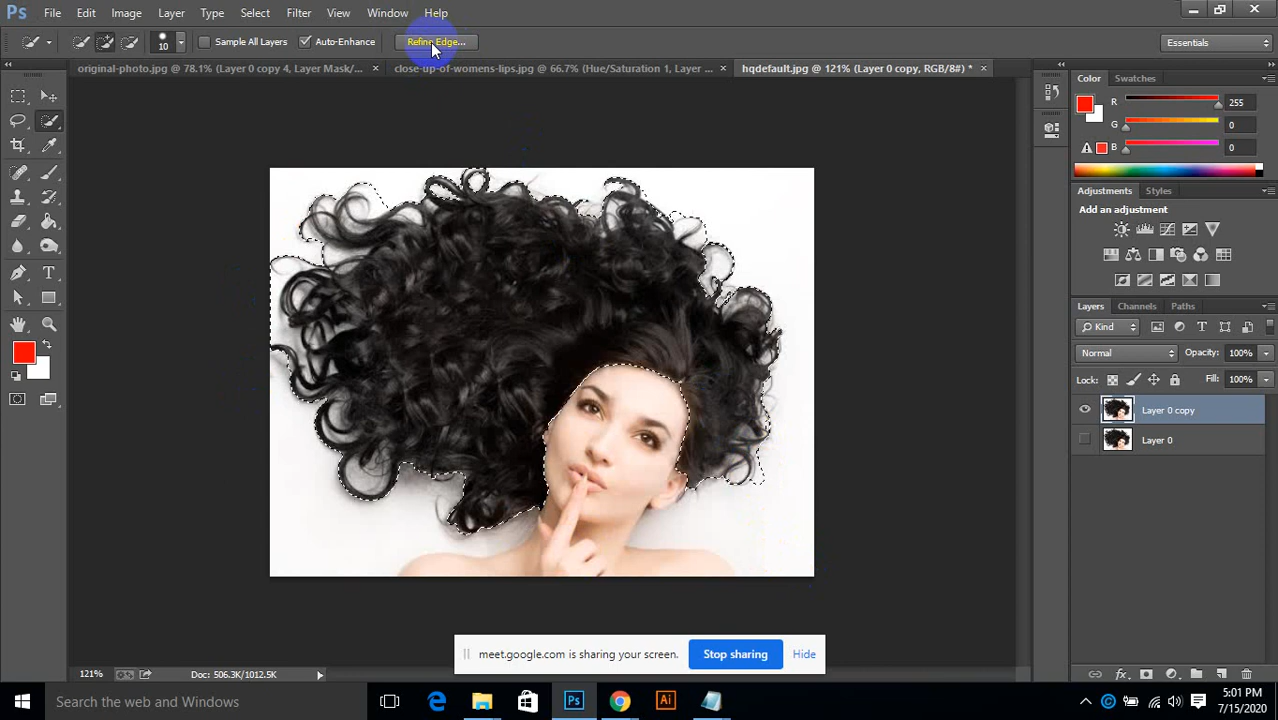 Ps File Edit Image Layer Type Select Filter View Window Help
10 Sample All Layers Auto-Enhance Refine Edge... Essentials
original-photo.jpg @ 78.1% (Layer 0 copy 4, Layer Mask/... × close-up-of-womens-lips.jpg @ 66.7% (Hue/Saturation 1, Layer ... × hqdefault.jpg @ 121% (Layer 0 copy, RGB/8#) * ×
Color Swatches
R 255
G 0
B 0
Adjustments Styles
Add an adjustment
Layers Channels Paths
Kind
Normal Opacity: 100%
Lock: Fill: 100%
Layer 0 copy
Layer 0
meet.google.com is sharing your screen. Stop sharing Hide
121% Doc: 506.3K/1012.5K
Search the web and Windows
5:01 PM
7/15/2020